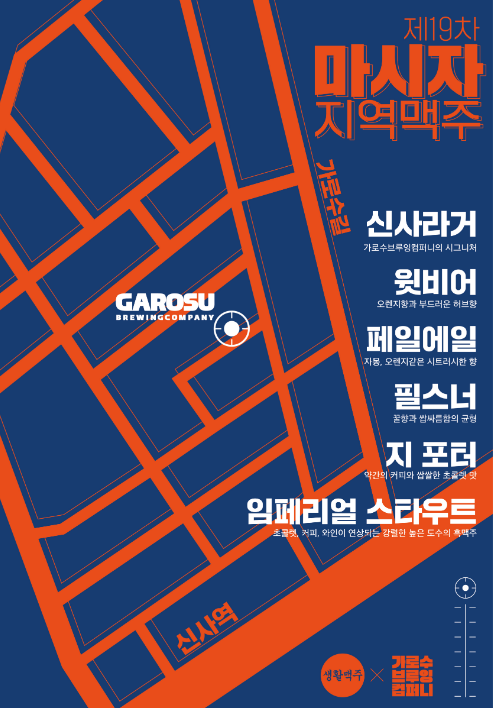 제19차
마시자
지역맥주
가로수길
신사라거
가로수브루잉컴퍼니의 시그니처
윗비어
오렌지향과 부드러운 허브향
GAROSU
BREWINGCOMPANY
페일에일
자몽, 오렌지같은 시트러시한 향
필스너
꿀향과 쌉싸름함의 균형
지 포터
약간의 커피와 쌉쌀한 초콜렛 맛
임페리얼 스타우트
초콜렛, 커피, 와인이 연상되는 강렬한 높은 도수의 흑맥주
신사역
생활맥주
×
가로수
브루잉
컴퍼니